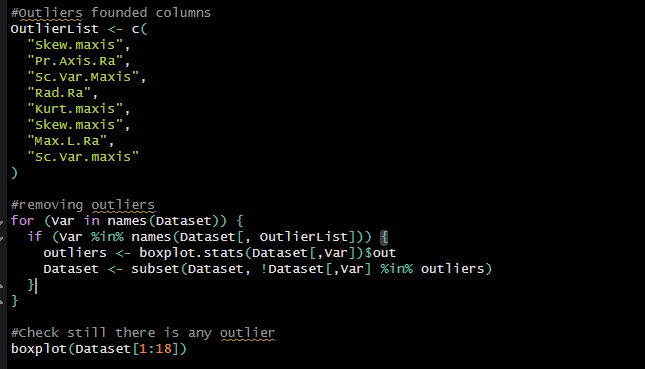 #Outliers founded columns
OutlierList <- c(
  "Skew.maxis",
  "Pr.Axis.Ra",
  "Sc.Var.Maxis",
  "Rad.Ra",
  "Kurt.maxis",
  "Skew.maxis",
  "Max.L.Ra",
  "Sc.Var.maxis"
)
#removing outliers
for (Var in names(Dataset)) {
  if (Var %in% names(Dataset[, OutlierList])) {
    outliers <- boxplot.stats(Dataset[,Var])$out
    Dataset <- subset(Dataset, !Dataset[,Var] %in% outliers)
  }
}
#Check still there is any outlier
boxplot(Dataset[1:18])